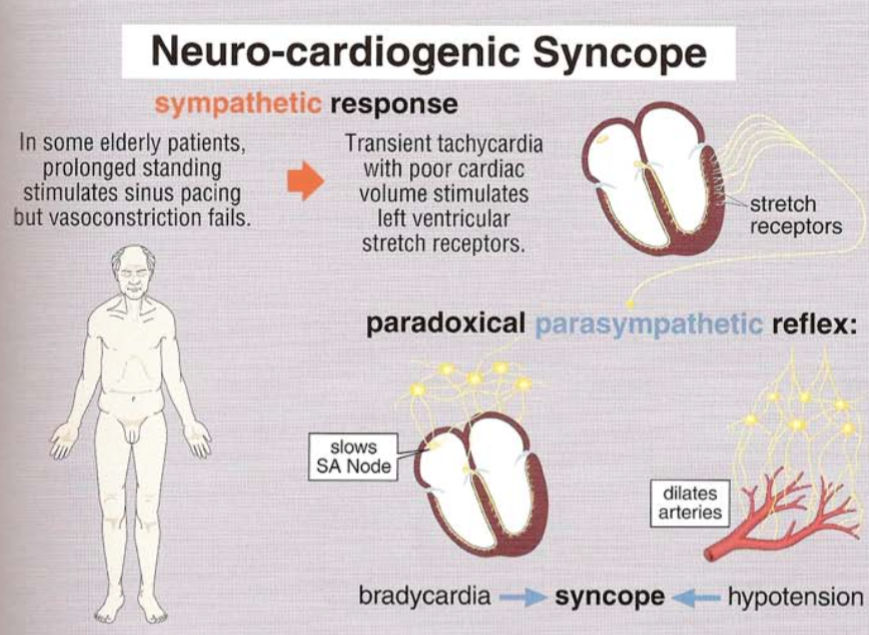 Neuro-cardiogenic Syncope
sympathetic response
In some elderly patients,
prolonged standing
stimulates sinus pacing
but vasoconstriction fails.
Transient tachycardia
with poor cardiac
volume stimulates
left ventricular
stretch receptors.
stretch
receptors
paradoxical parasympathetic reflex:
slows
SA Node
dilates
arteries
bradycardia syncope hypotension